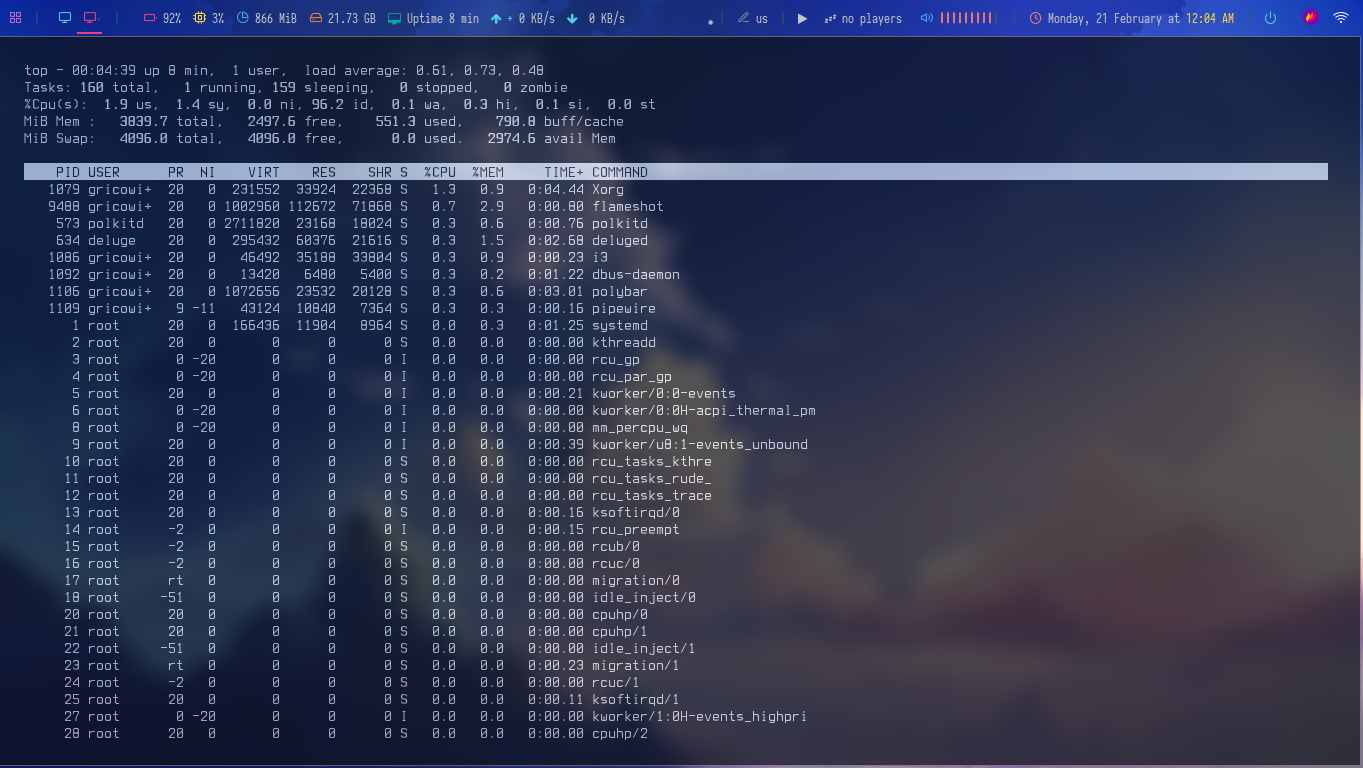 92% 3% 866 MiB 21.73 GB Uptime 8 min + 0 KB/s 0 KB/s us no players Monday, 21 February at 12:04 AM
top - 00:04:39 up 8 min, 1 user, load average: 0.61, 0.73, 0.48
Tasks: 160 total, 1 running, 159 sleeping, 0 stopped, 0 zombie
%Cpu(s): 1.9 us, 1.4 sy, 0.0 ni, 96.2 id, 0.1 wa, 0.3 hi, 0.1 si, 0.0 st
MiB Mem : 3839.7 total, 2497.6 free, 551.3 used, 790.8 buff/cache
MiB Swap: 4096.0 total, 4096.0 free, 0.0 used. 2974.6 avail Mem
PID USER PR NI VIRT RES SHR S %CPU %MEM TIME+ COMMAND
1079 gricowi+ 20 0 231552 33924 22368 S 1.3 0.9 0:04.44 Xorg
9488 gricowi+ 20 0 1002960 112672 71868 S 0.7 2.9 0:00.80 flameshot
573 polkitd 20 0 2711820 23168 18024 S 0.3 0.6 0:00.76 polkitd
634 deluge 20 0 295432 60376 21616 S 0.3 1.5 0:02.68 deluged
1086 gricowi+ 20 0 46492 35188 33804 S 0.3 0.9 0:00.23 i3
1092 gricowi+ 20 0 13420 6480 5400 S 0.3 0.2 0:01.22 dbus-daemon
1106 gricowi+ 20 0 1072656 23532 20128 S 0.3 0.6 0:03.01 polybar
1109 gricowi+ 9 -11 43124 10840 7364 S 0.3 0.3 0:00.16 pipewire
1 root 20 0 166436 11904 8964 S 0.0 0.3 0:01.25 systemd
2 root 20 0 0 0 0 S 0.0 0.0 0:00.00 kthreadd
3 root 0 -20 0 0 0 I 0.0 0.0 0:00.00 rcu_gp
4 root 0 -20 0 0 0 I 0.0 0.0 0:00.00 rcu_par_gp
5 root 20 0 0 0 0 I 0.0 0.0 0:00.21 kworker/0:0-events
6 root 0 -20 0 0 0 I 0.0 0.0 0:00.00 kworker/0:0H-acpi_thermal_pm
8 root 0 -20 0 0 0 I 0.0 0.0 0:00.00 mm_percpu_wq
9 root 20 0 0 0 0 I 0.0 0.0 0:00.39 kworker/u8:1-events_unbound
10 root 20 0 0 0 0 S 0.0 0.0 0:00.00 rcu_tasks_kthre
11 root 20 0 0 0 0 S 0.0 0.0 0:00.00 rcu_tasks_rude_
12 root 20 0 0 0 0 S 0.0 0.0 0:00.00 rcu_tasks_trace
13 root 20 0 0 0 0 S 0.0 0.0 0:00.16 ksoftirqd/0
14 root -2 0 0 0 0 I 0.0 0.0 0:00.15 rcu_preempt
15 root -2 0 0 0 0 S 0.0 0.0 0:00.00 rcub/0
16 root -2 0 0 0 0 S 0.0 0.0 0:00.00 rcuc/0
17 root rt 0 0 0 0 S 0.0 0.0 0:00.00 migration/0
18 root -51 0 0 0 0 S 0.0 0.0 0:00.00 idle_inject/0
20 root 20 0 0 0 0 S 0.0 0.0 0:00.00 cpuhp/0
21 root 20 0 0 0 0 S 0.0 0.0 0:00.00 cpuhp/1
22 root -51 0 0 0 0 S 0.0 0.0 0:00.00 idle_inject/1
23 root rt 0 0 0 0 S 0.0 0.0 0:00.23 migration/1
24 root -2 0 0 0 0 S 0.0 0.0 0:00.00 rcuc/1
25 root 20 0 0 0 0 S 0.0 0.0 0:00.11 ksoftirqd/1
27 root 0 -20 0 0 0 I 0.0 0.0 0:00.00 kworker/1:0H-events_highpri
28 root 20 0 0 0 0 S 0.0 0.0 0:00.00 cpuhp/2